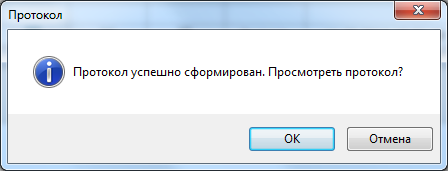 Протокол
Протокол успешно сформирован. Просмотреть протокол?
OK
Отмена